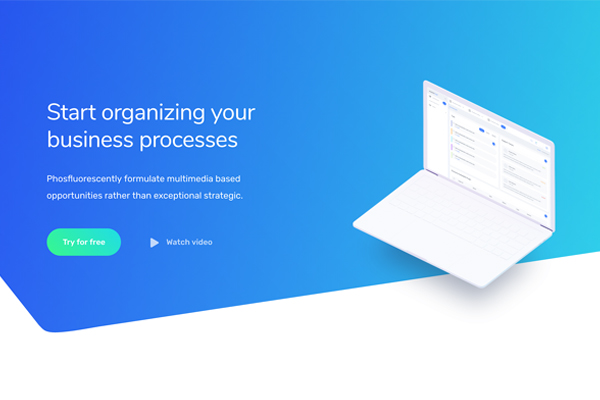 Start organizing your
business processes
Phosfluorescently formulate multimedia based
opportunities rather than exceptional strategic.
Try for free
Watch video